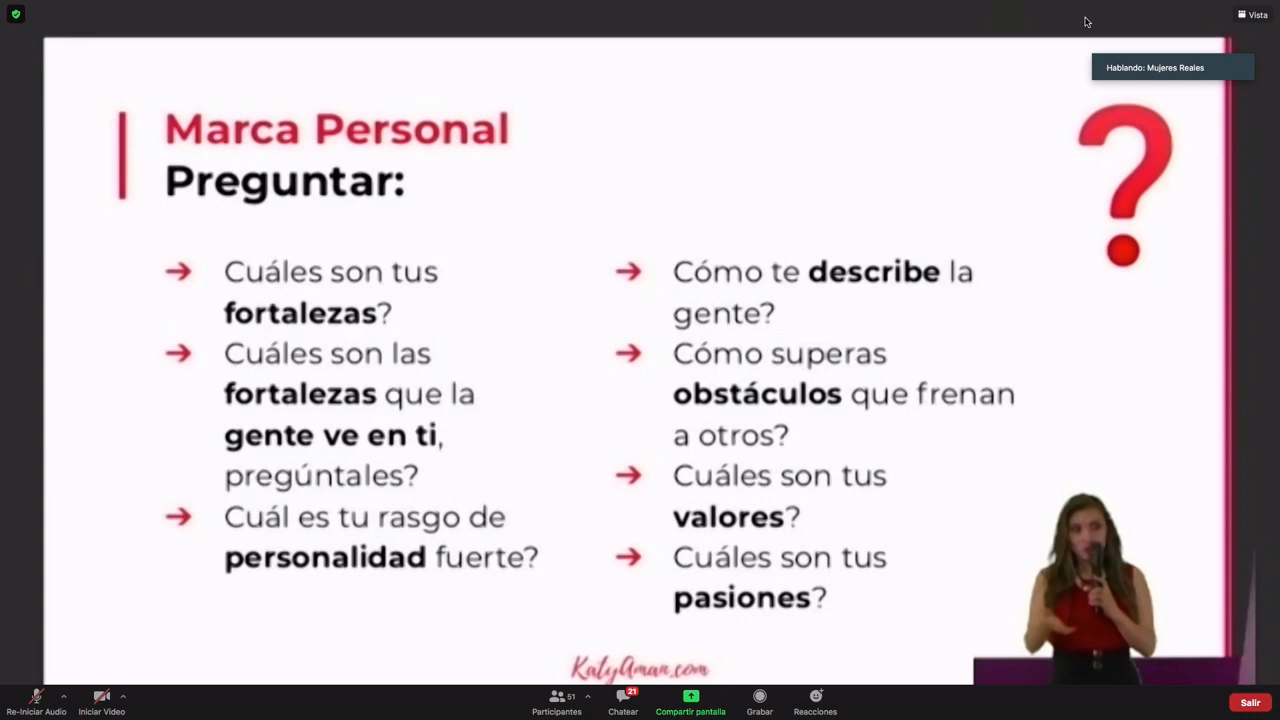 Vista
Hablando: Mujeres Reales
Marca Personal
Preguntar:
?
→ Cuáles son tus
fortalezas?
→ Cuáles son las
fortalezas que la
gente ve en ti,
pregúntales?
→ Cuál es tu rasgo de
personalidad fuerte?
→ Cómo te describe la
gente?
→ Cómo superas
obstáculos que frenan
a otros?
→ Cuáles son tus
valores?
→ Cuáles son tus
pasiones?
KatyAman.com
Re-Iniciar Audio
Iniciar Video
51
Participantes
21
Chatear
Compartir pantalla
Grabar
Reacciones
Salir